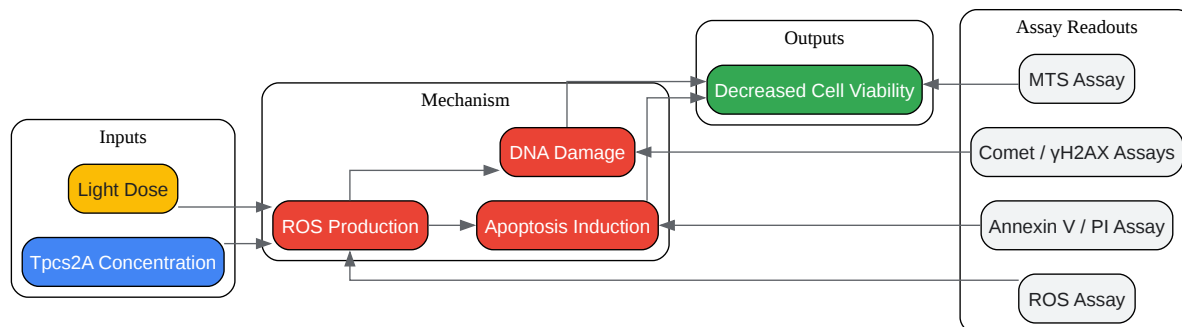 Inputs
Light Dose
Tpcs2A Concentration
Mechanism
DNA Damage
ROS Production
Apoptosis Induction
Outputs
Decreased Cell Viability
Assay Readouts
MTS Assay
Comet / γH2AX Assays
Annexin V / PI Assay
ROS Assay